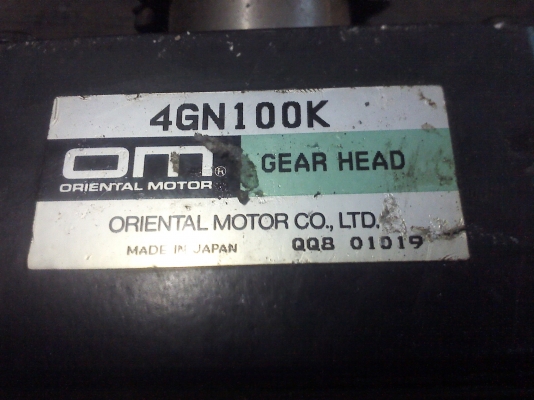 4GN100K
OM®
ORIENTAL MOTOR
GEAR HEAD
ORIENTAL MOTOR CO., LTD.
MADE IN JAPAN QQ8 01019